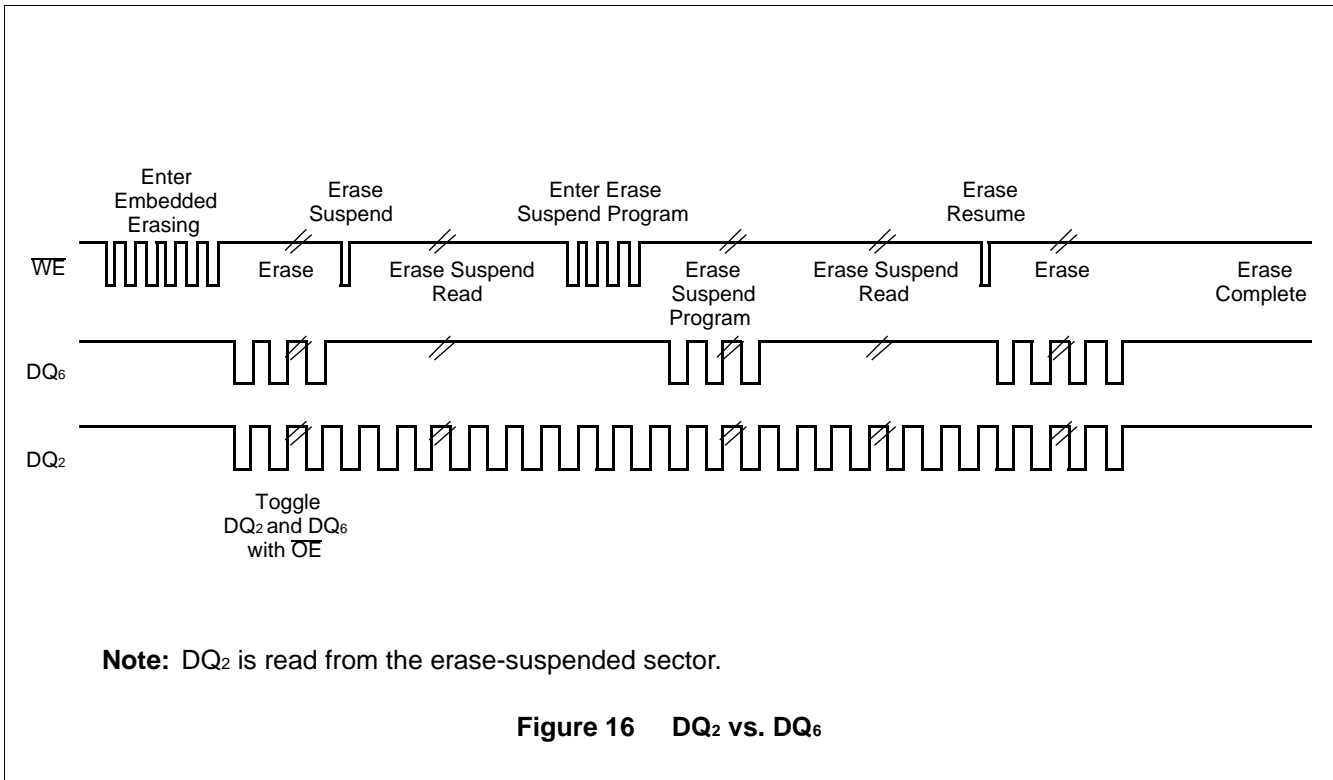 Enter
Embedded
Erasing
Erase
Suspend
Enter Erase
Suspend Program
Erase
Resume
WE
Erase
Erase Suspend
Read
Erase
Suspend
Program
Erase Suspend
Read
Erase
Erase
Complete
DQ6
DQ2
Toggle
DQ2 and DQ6
with OE
Note: DQ2 is read from the erase-suspended sector.
Figure 16 DQ2 vs. DQ6